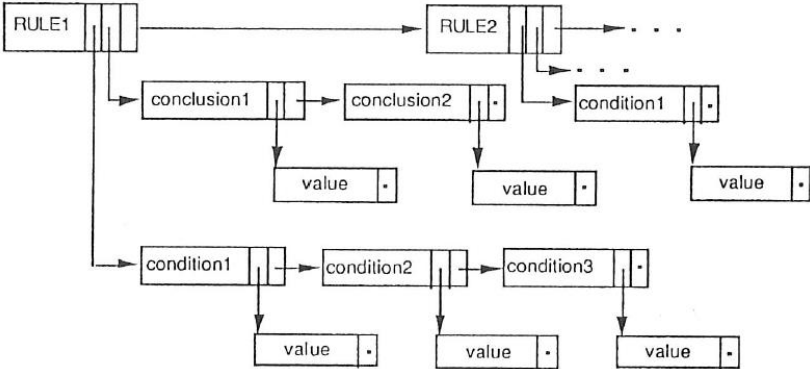 RULE1
RULE2
conclusion1
conclusion2
condition1
value
value
value
condition1
condition2
condition3
value
value
value